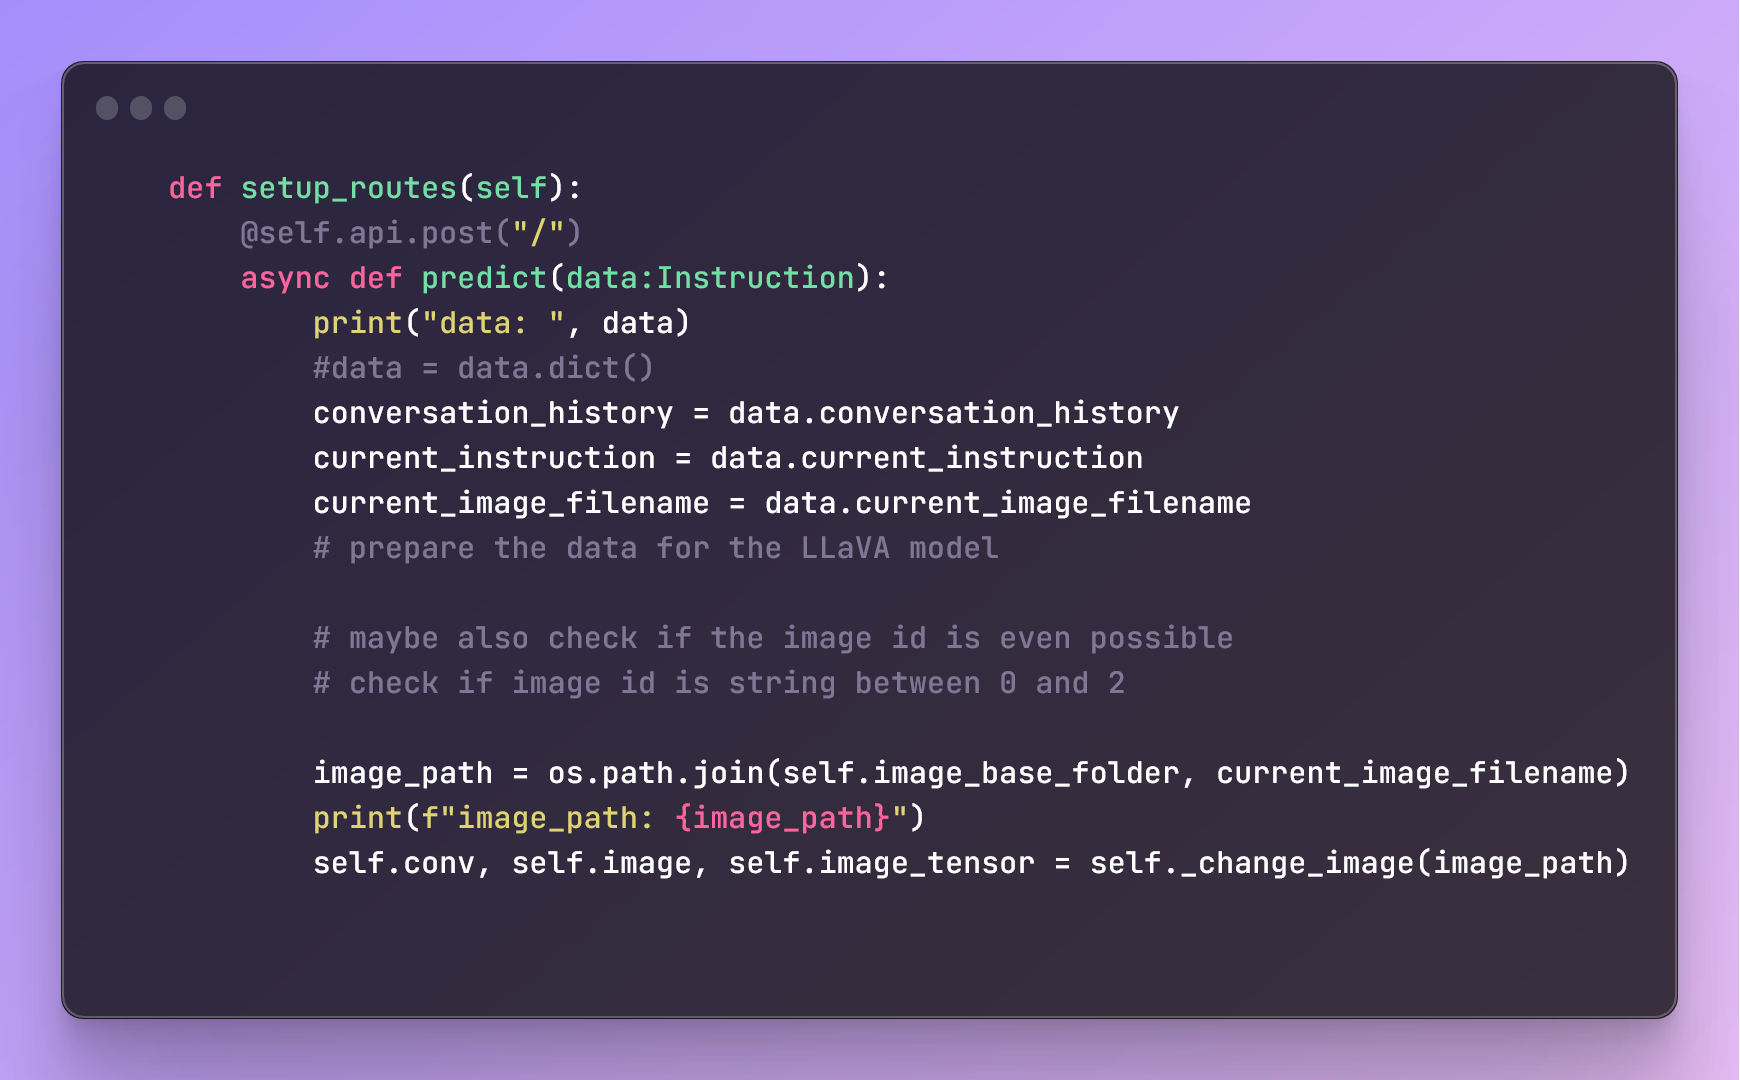 def setup_routes(self):
    @self.api.post("/")
    async def predict(data:Instruction):
        print("data: ", data)
        #data = data.dict()
        conversation_history = data.conversation_history
        current_instruction = data.current_instruction
        current_image_filename = data.current_image_filename
        # prepare the data for the LLaVA model

        # maybe also check if the image id is even possible
        # check if image id is string between 0 and 2

        image_path = os.path.join(self.image_base_folder, current_image_filename)
        print(f"image_path: {image_path}")
        self.conv, self.image, self.image_tensor = self._change_image(image_path)